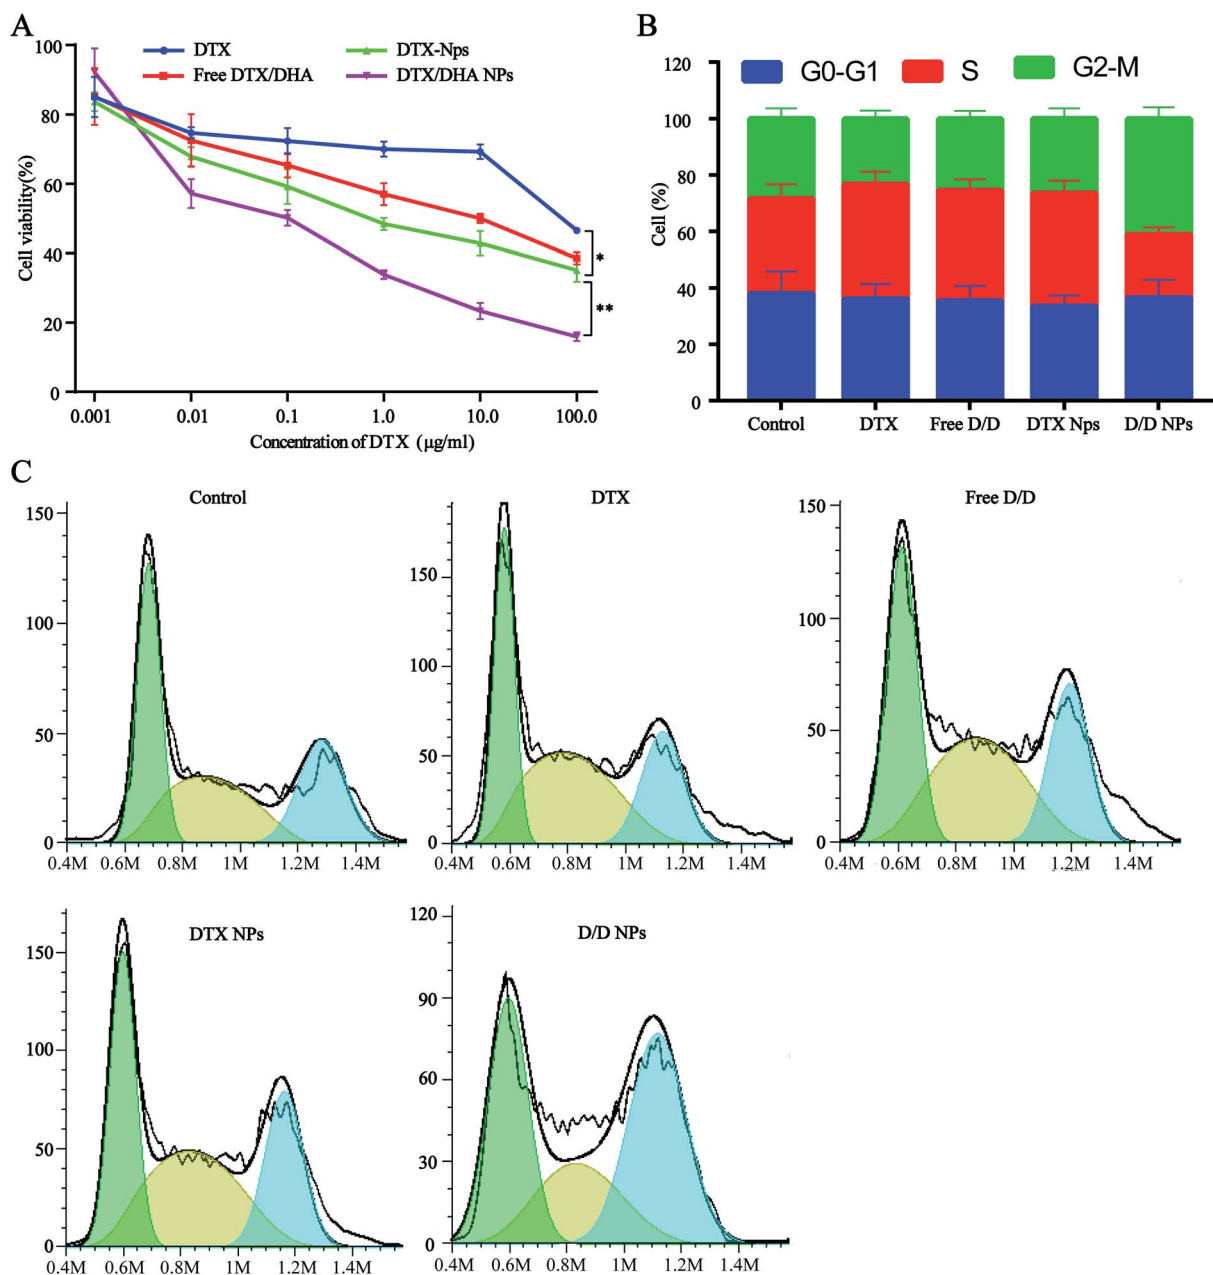 A
DTX
DTX-Nps
Free DTX/DHA
DTX/DHA NPs
100
80
60
40
20
0
Cell viability(%)
*
**
0.001 0.01 0.1 1.0 10.0 100.0
Concentration of DTX (μg/ml)
B
G0-G1 S G2-M
120
100
80
60
40
20
0
Cell (%)
Control DTX Free D/D DTX Nps D/D NPs
C
Control
150
100
50
0
0.4M 0.6M 0.8M 1M 1.2M 1.4M
DTX
150
100
50
0
0.4M 0.6M 0.8M 1M 1.2M 1.4M
Free D/D
150
100
50
0
0.4M 0.6M 0.8M 1M 1.2M 1.4M
DTX NPs
150
100
50
0
0.4M 0.6M 0.8M 1M 1.2M 1.4M
D/D NPs
120
90
60
30
0
0.4M 0.6M 0.8M 1M 1.2M 1.4M